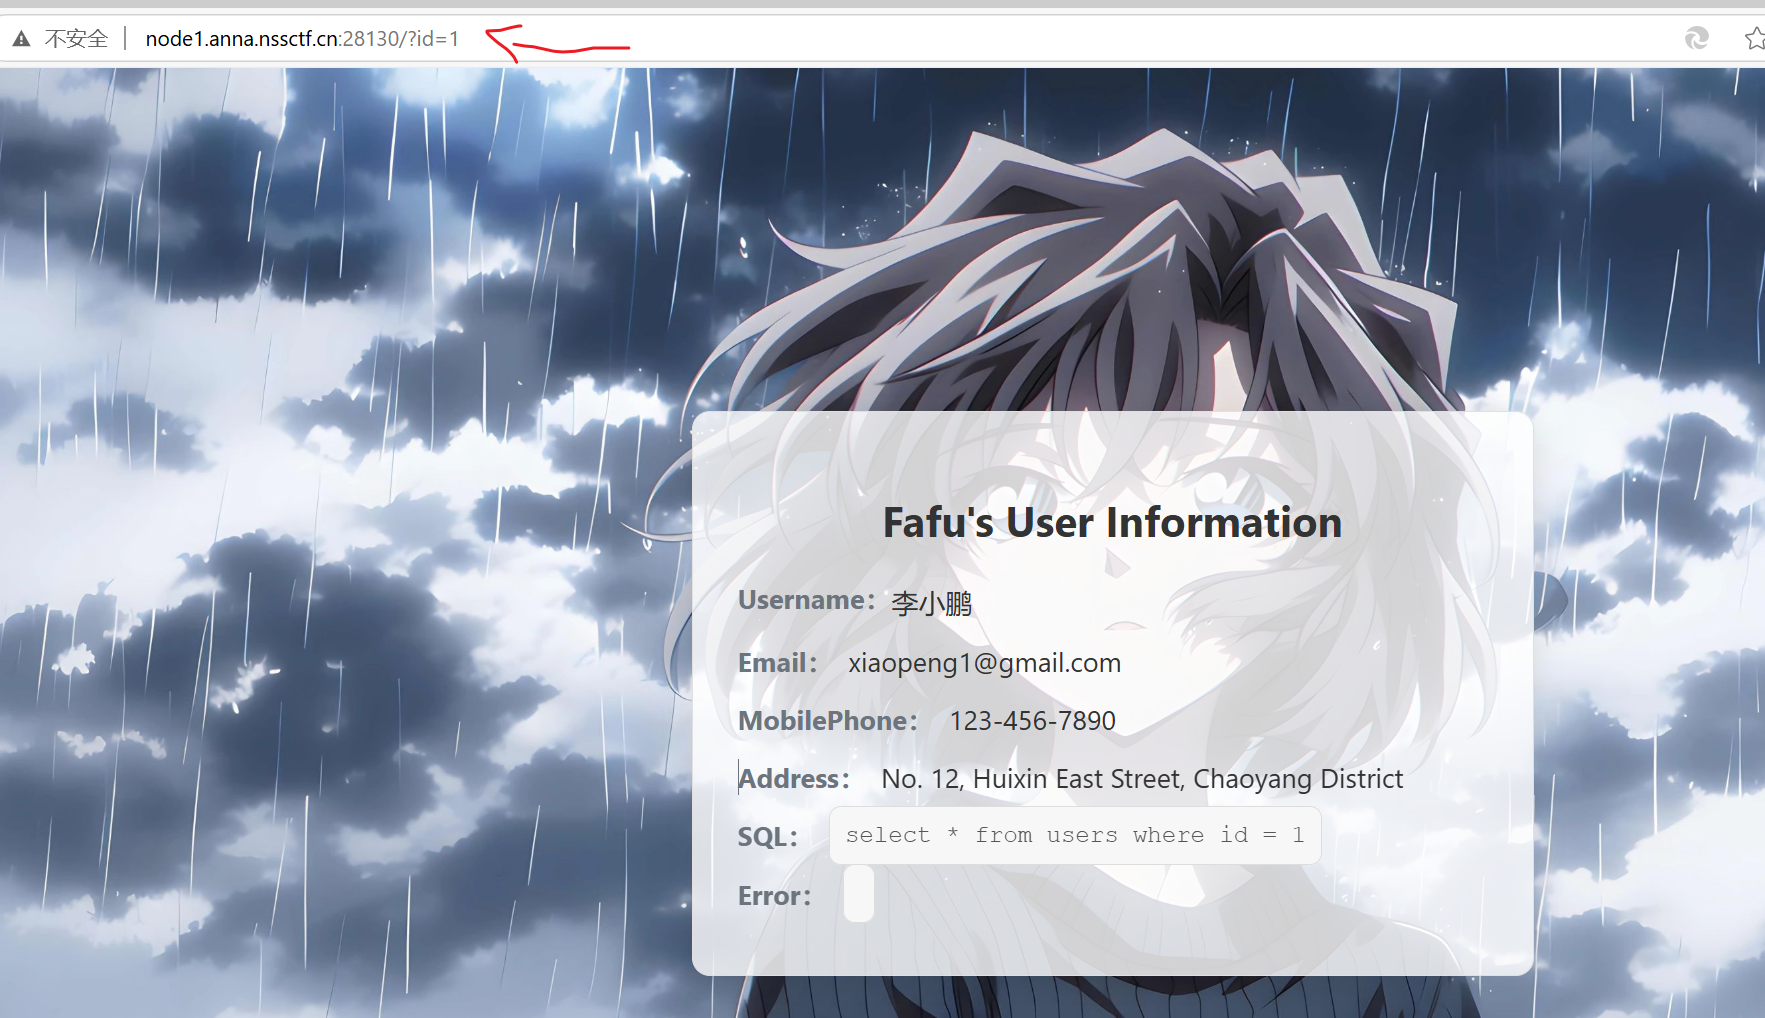 不安全
node1.anna.nssctf.cn:28130/?id=1
Fafu's User Information
Username： 李小鹏
Email： xiaopeng1@gmail.com
MobilePhone： 123-456-7890
Address： No. 12, Huixin East Street, Chaoyang District
SQL： select * from users where id = 1
Error：